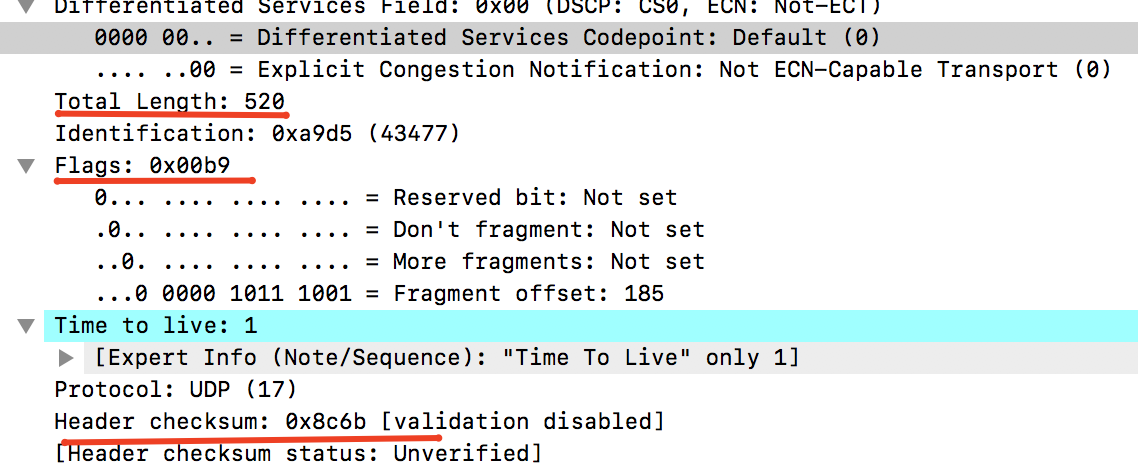 Differentiated Services Field: 0x00 (DSCP: CS0, ECN: Not-ECT)
0000 00.. = Differentiated Services Codepoint: Default (0)
.... ..00 = Explicit Congestion Notification: Not ECN-Capable Transport (0)
Total Length: 520
Identification: 0xa9d5 (43477)
Flags: 0x00b9
0... .... .... .... = Reserved bit: Not set
.0.. .... .... .... = Don't fragment: Not set
..0. .... .... .... = More fragments: Not set
...0 0000 1011 1001 = Fragment offset: 185
Time to live: 1
[Expert Info (Note/Sequence): "Time To Live" only 1]
Protocol: UDP (17)
Header checksum: 0x8c6b [validation disabled]
[Header checksum status: Unverified]